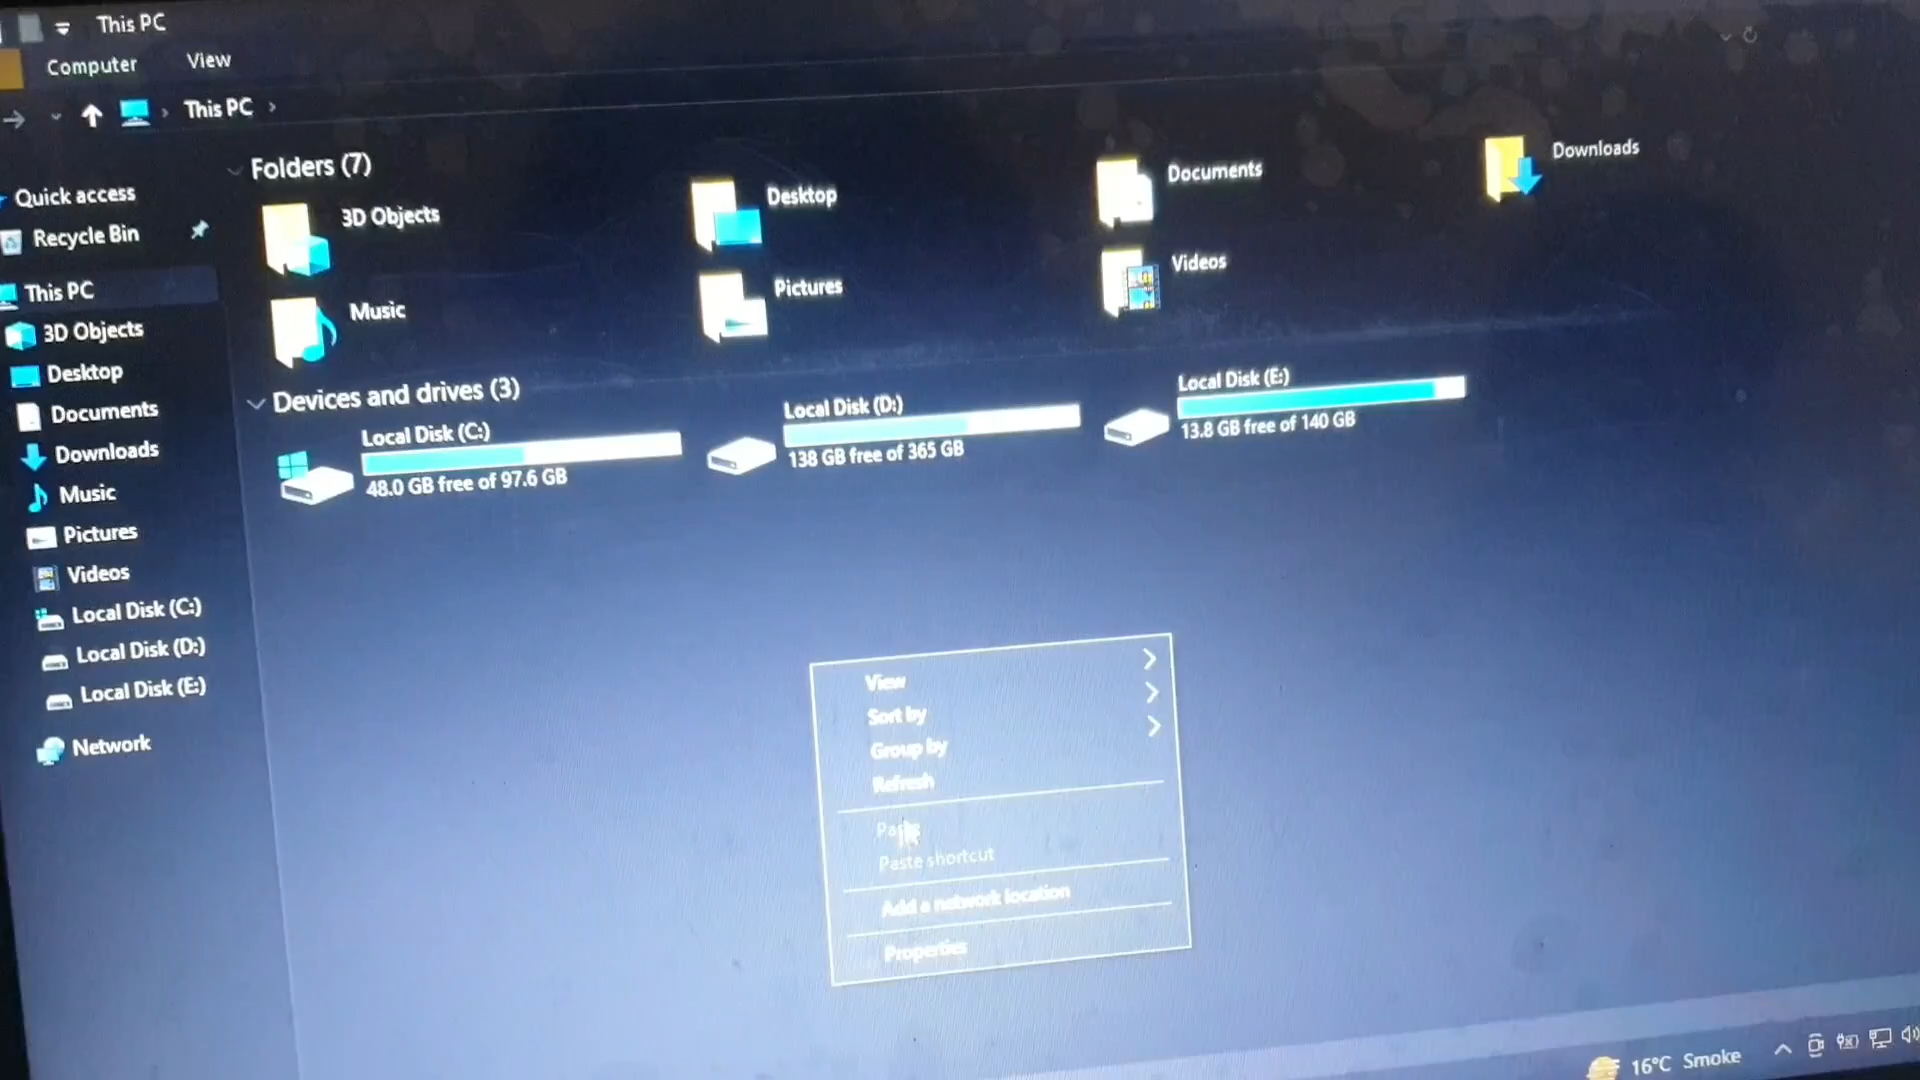 This PC
Computer View
This PC
Quick access
Recycle Bin
This PC
3D Objects
Desktop
Documents
Downloads
Music
Pictures
Videos
Local Disk (C:)
Local Disk (D:)
Local Disk (E:)
Network
Folders (7)
3D Objects
Desktop
Documents
Downloads
Music
Pictures
Videos
Devices and drives (3)
Local Disk (C:)
48.0 GB free of 97.6 GB
Local Disk (D:)
138 GB free of 365 GB
Local Disk (E:)
13.8 GB free of 140 GB
View
Sort by
Group by
Refresh
Paste
Paste shortcut
Add a network location
Properties
16°C Smoke